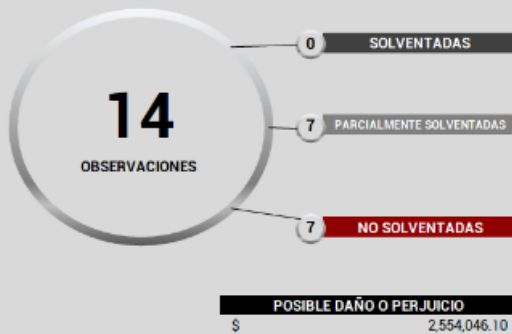 14
OBSERVACIONES
0 SOLVENTADAS
7 PARCIALMENTE SOLVENTADAS
7 NO SOLVENTADAS
POSIBLE DAÑO O PERJUICIO
$ 2,554,046.10